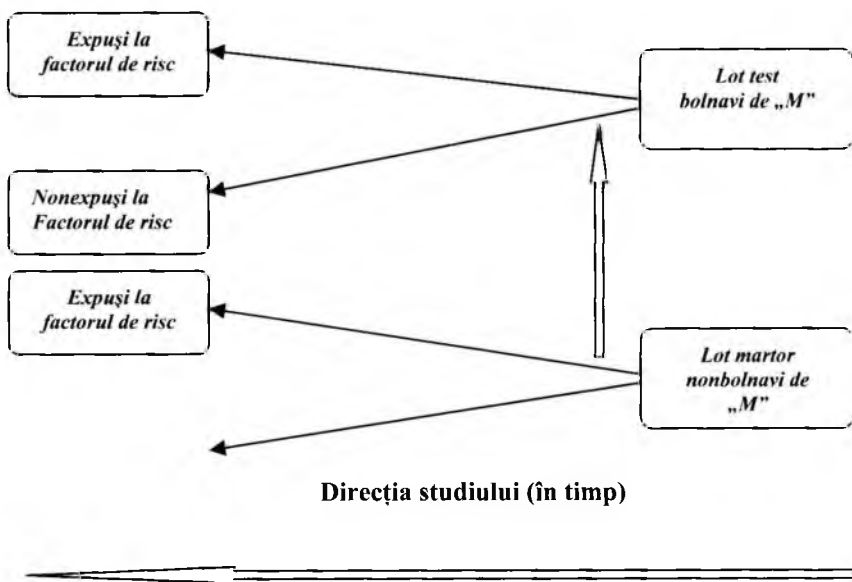 Expuşi la
factorul de risc
Lot test
bolnavi de „M”
Nonexpuşi la
Factorul de risc
Expuşi la
factorul de risc
Lot martor
nonbolnavi de
„M”
Direcția studiului (în timp)